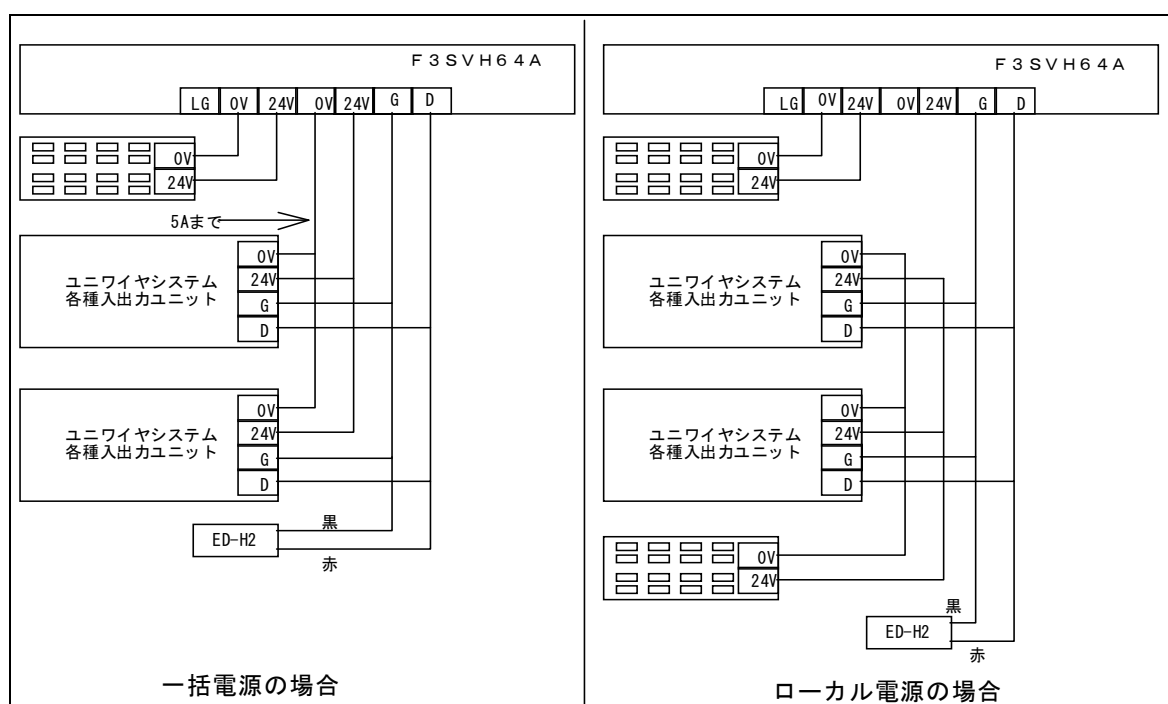 F3SVH64A
LG 0V 24V 0V 24V G D
0V
24V
5Aまで
0V
24V
G
D
ユニワイヤシステム
各種入出力ユニット
0V
24V
G
D
ユニワイヤシステム
各種入出力ユニット
ED-H2
黒
赤
一括電源の場合
F3SVH64A
LG 0V 24V 0V 24V G D
0V
24V
0V
24V
G
D
ユニワイヤシステム
各種入出力ユニット
0V
24V
G
D
ユニワイヤシステム
各種入出力ユニット
0V
24V
ED-H2
黒
赤
ローカル電源の場合